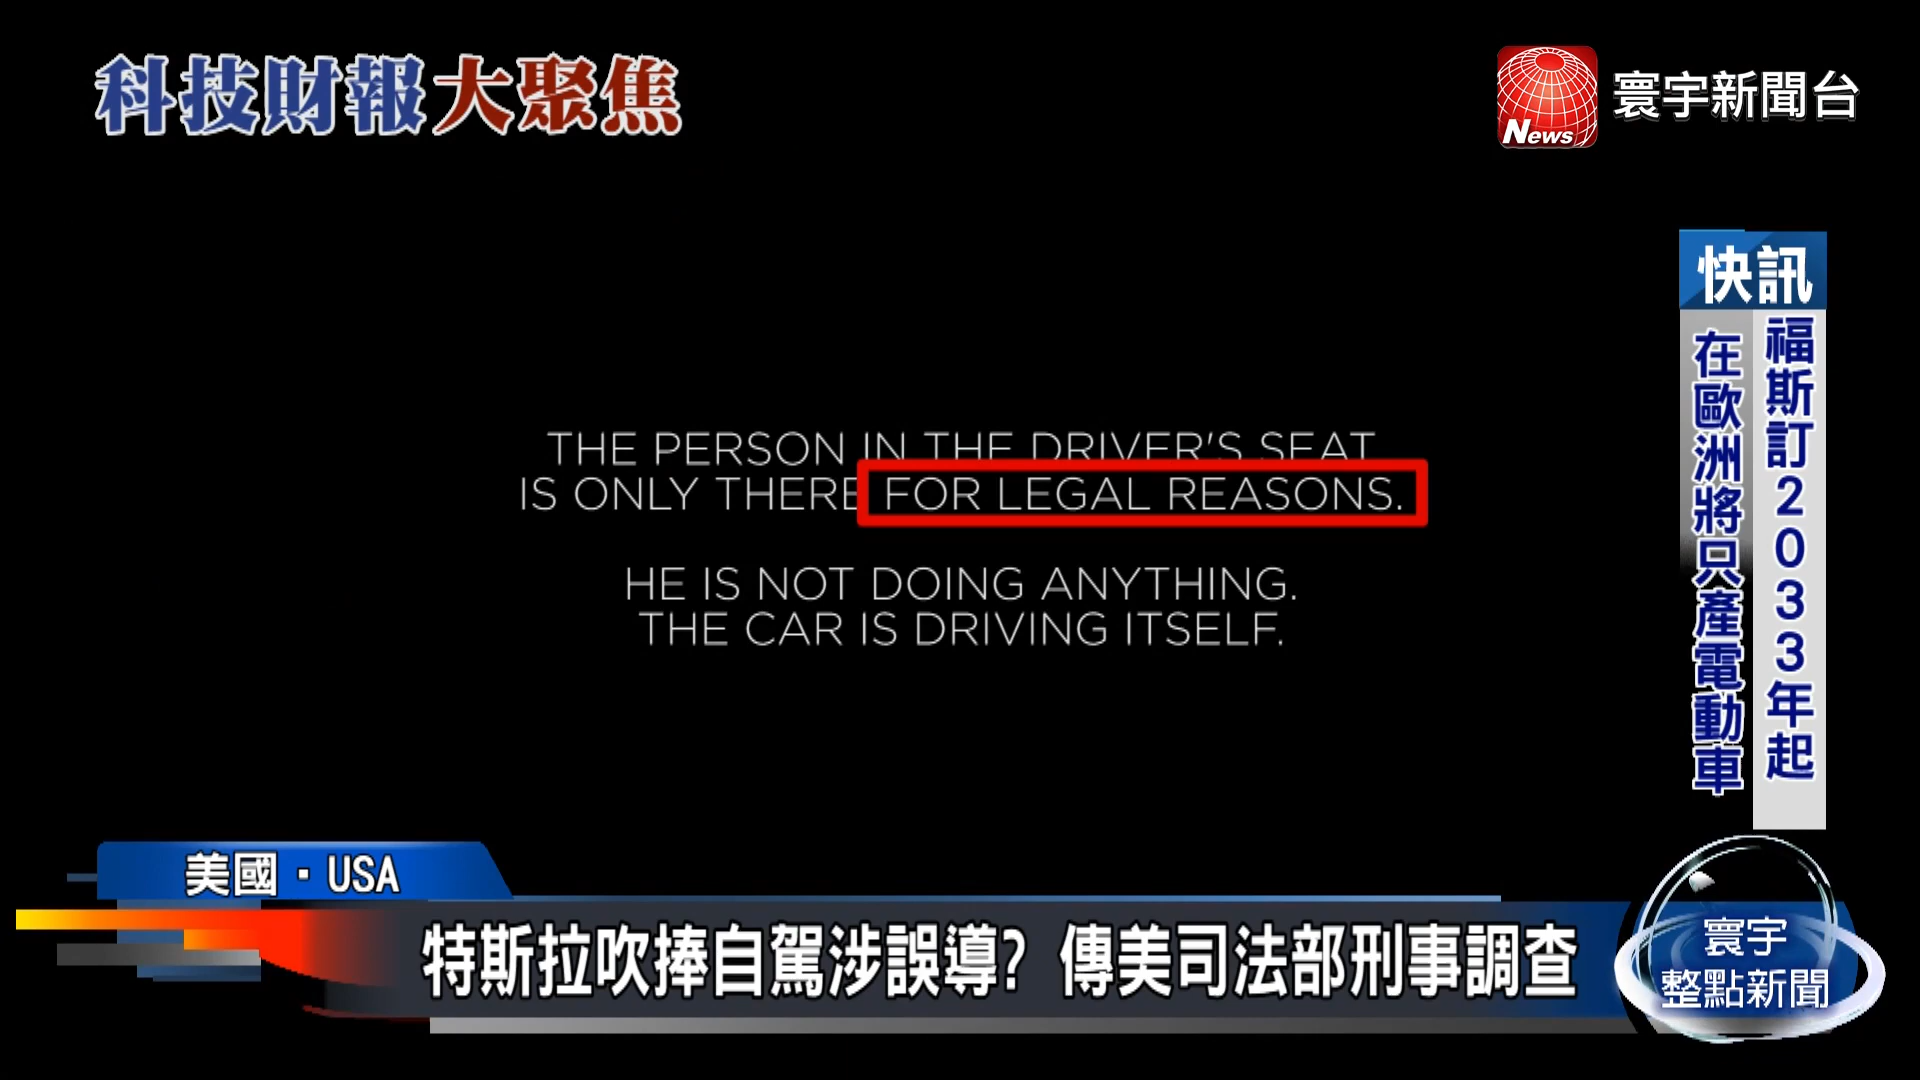 科技財報大聚焦
News
寰宇新聞台
快訊
福斯訂2033年起
在歐洲將只產電動車
THE PERSON IN THE DRIVER'S SEAT
IS ONLY THERE FOR LEGAL REASONS.
HE IS NOT DOING ANYTHING.
THE CAR IS DRIVING ITSELF.
美國·USA
特斯拉吹捧自駕涉誤導? 傳美司法部刑事調查
寰宇
整點新聞